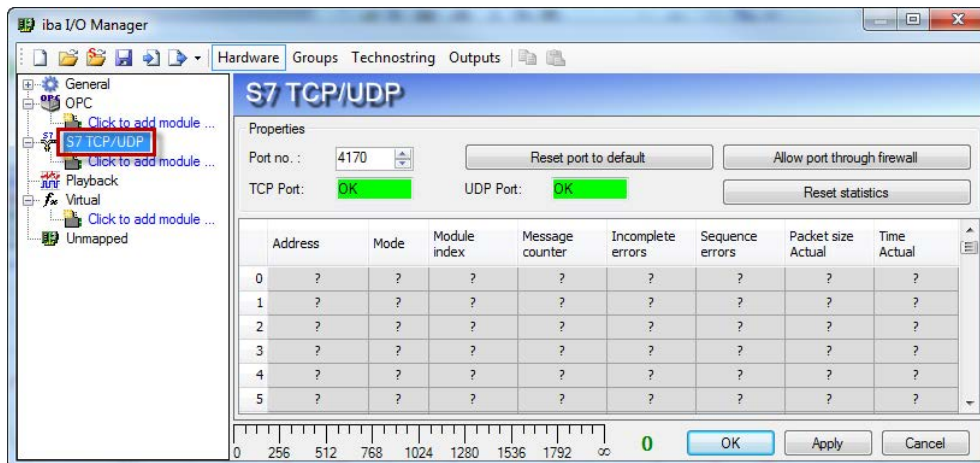 iba I/O Manager
Hardware Groups Technostring Outputs
General
OPC
Click to add module ...
S7 TCP/UDP
Click to add module ...
Playback
Virtual
Click to add module ...
Unmapped
S7 TCP/UDP
Properties
Port no. : 4170 Reset port to default Allow port through firewall
TCP Port: OK UDP Port: OK Reset statistics
Address Mode Module index Message counter Incomplete errors Sequence errors Packet size Actual Time Actual
0 ? ? ? ? ? ? ? ?
1 ? ? ? ? ? ? ? ?
2 ? ? ? ? ? ? ? ?
3 ? ? ? ? ? ? ? ?
4 ? ? ? ? ? ? ? ?
5 ? ? ? ? ? ? ? ?
0 256 512 768 1024 1280 1536 1792 ∞ 0 OK Apply Cancel